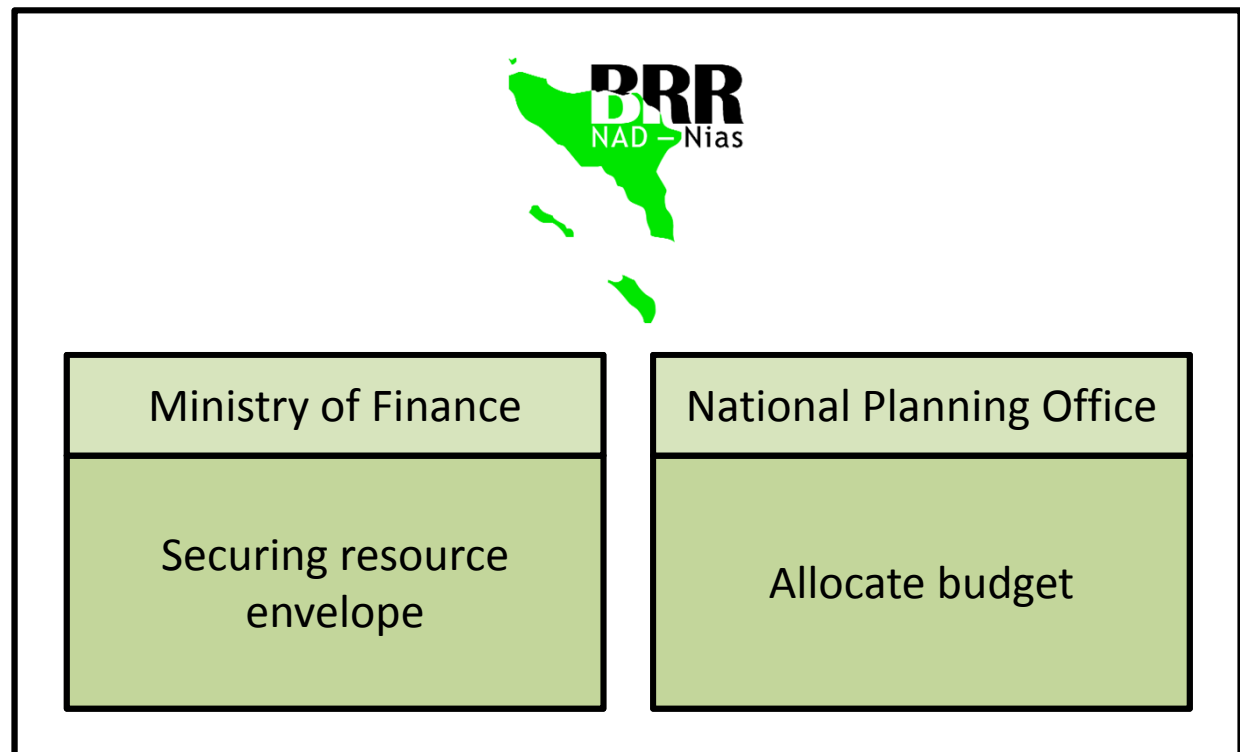 BRR
NAD – Nias
Ministry of Finance
National Planning Office
Securing resource
envelope
Allocate budget